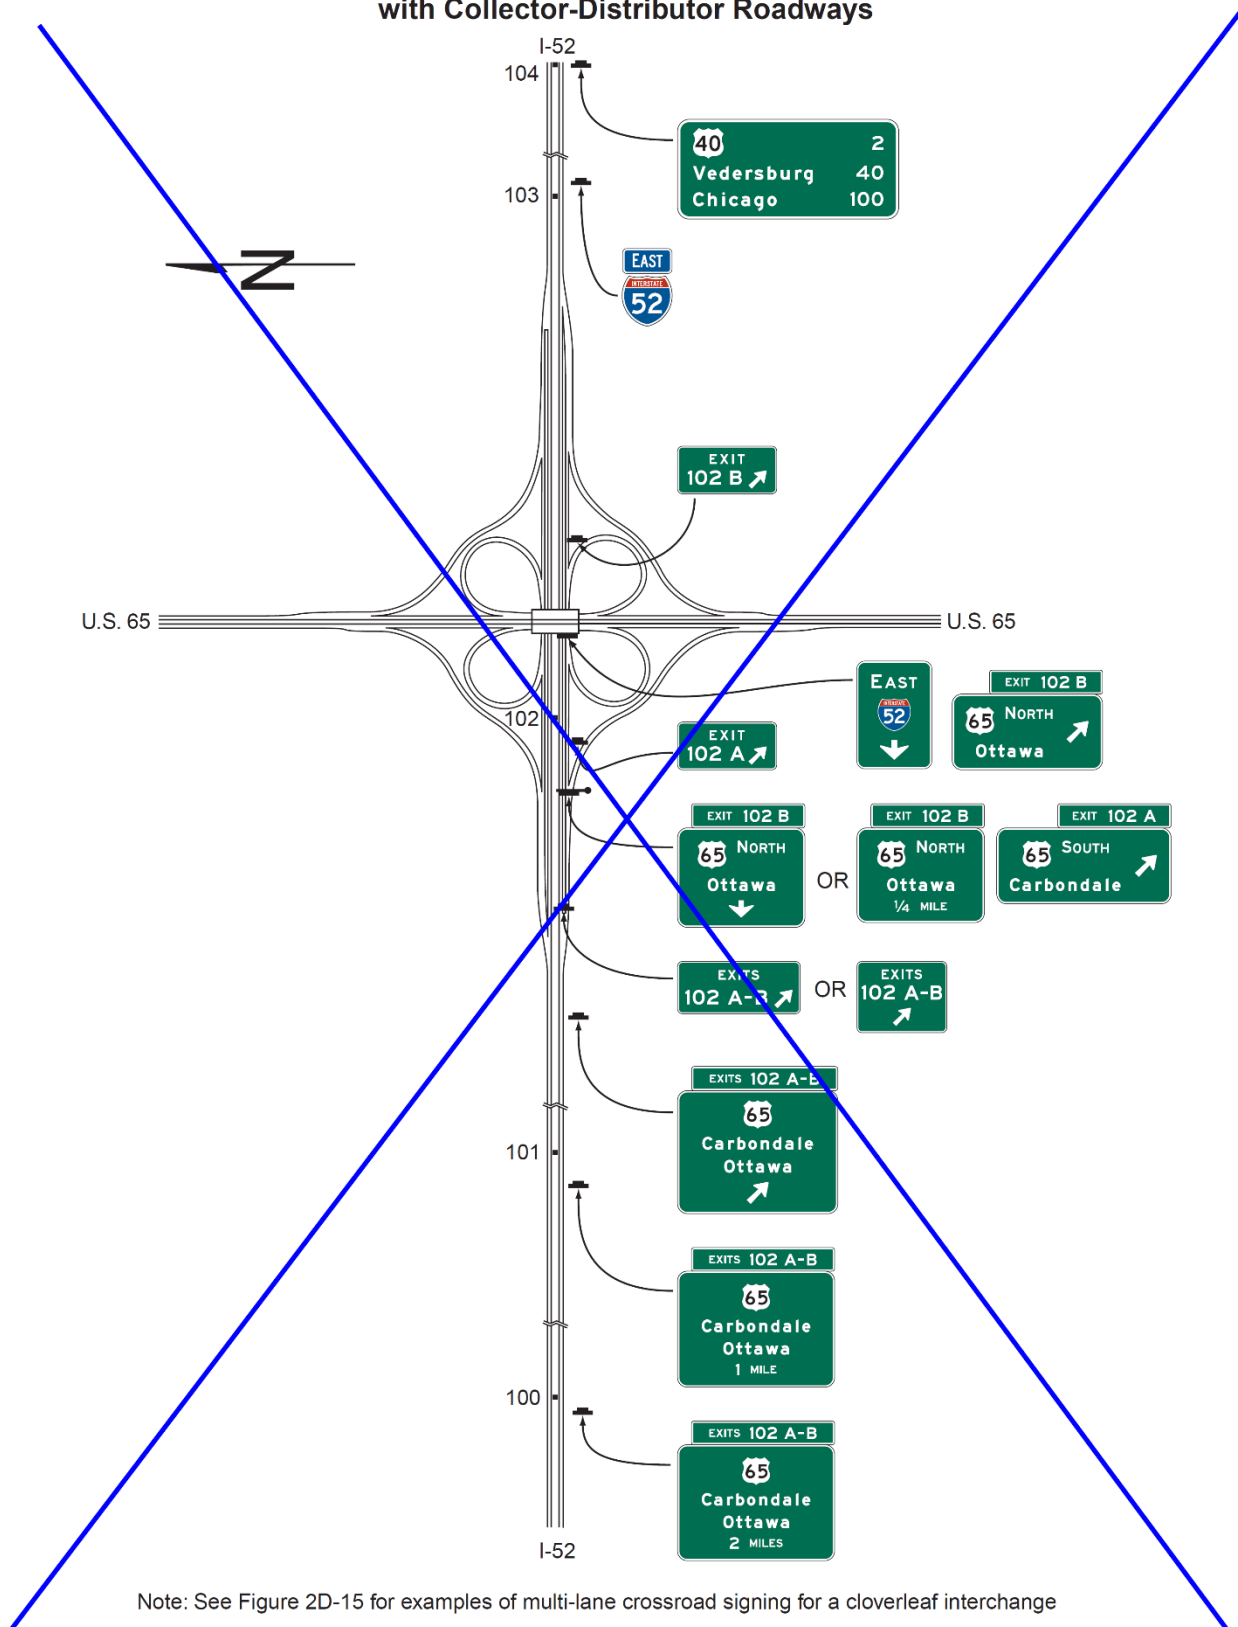 with Collector-Distributor Roadways
I-52
104
40 2
Vedersburg 40
Chicago 100
103
N
EAST
INTERSTATE
52
EXIT
102 B
U.S. 65
U.S. 65
EAST
INTERSTATE
52
EXIT 102 B
65 NORTH
Ottawa
102
EXIT
102 A
EXIT 102 B
65 NORTH
Ottawa
OR
EXIT 102 B
65 NORTH
Ottawa
1/4 MILE
EXIT 102 A
65 SOUTH
Carbondale
EXITS
102 A-B
OR
EXITS
102 A-B
EXITS 102 A-B
65
Carbondale
Ottawa
101
EXITS 102 A-B
65
Carbondale
Ottawa
1 MILE
100
EXITS 102 A-B
65
Carbondale
Ottawa
2 MILES
I-52
Note: See Figure 2D-15 for examples of multi-lane crossroad signing for a cloverleaf interchange